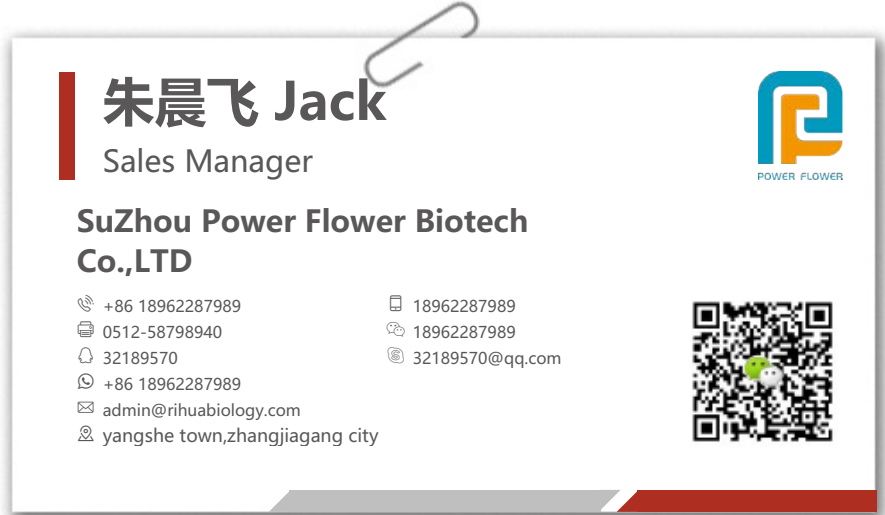 朱晨飞 Jack
Sales Manager
POWER FLOWER
SuZhou Power Flower Biotech
Co.,LTD
+86 18962287989
18962287989
0512-58798940
18962287989
32189570
32189570@qq.com
+86 18962287989
admin@rihuabiology.com
yangshe town,zhangjiagang city